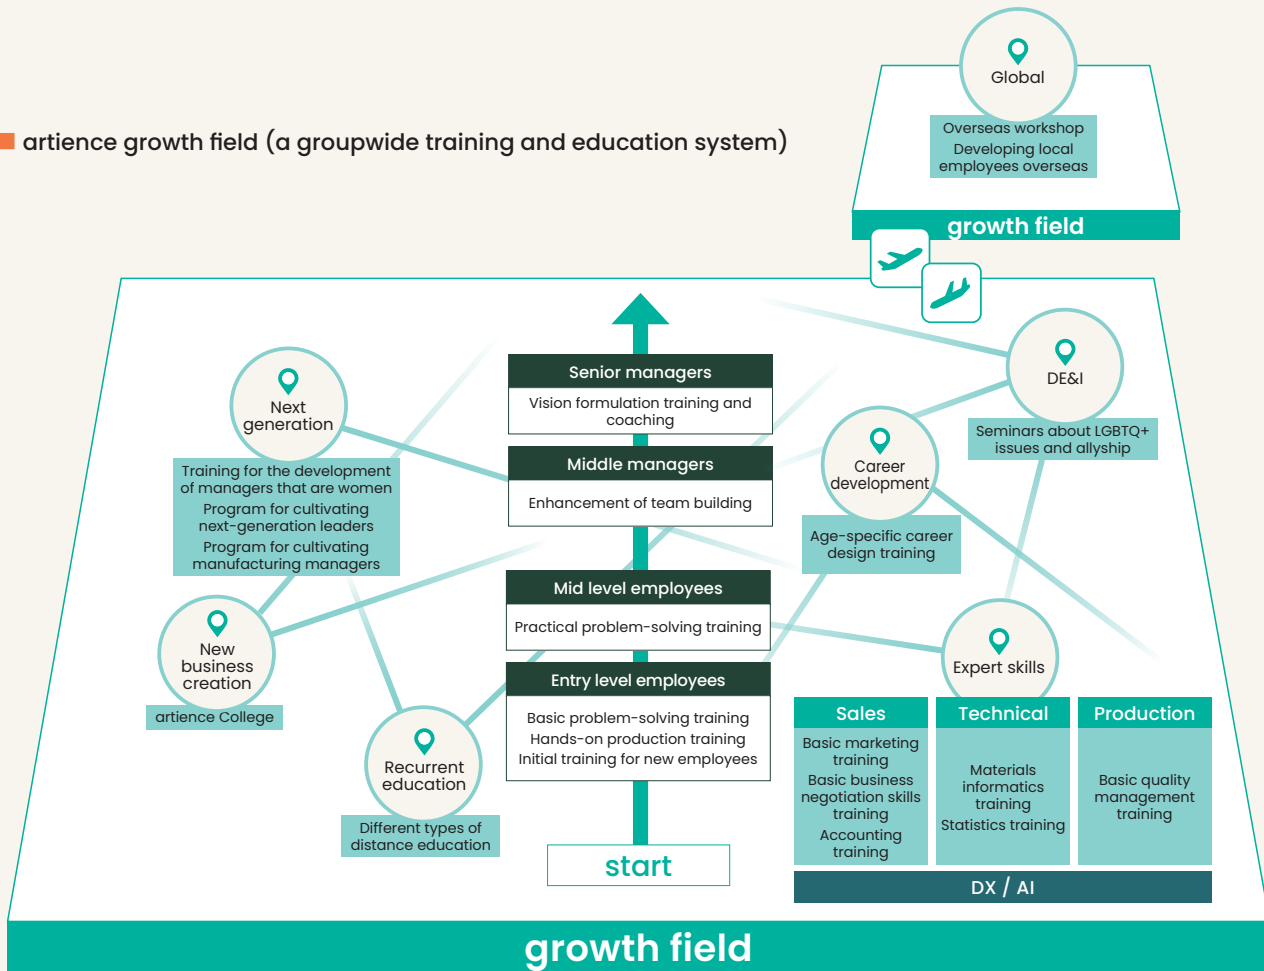 artience growth field (a groupwide training and education system)
Global
Overseas workshop
Developing local
employees overseas
growth field
Senior managers
Vision formulation training and
coaching
Middle managers
Enhancement of team building
Mid level employees
Practical problem-solving training
Entry level employees
Basic problem-solving training
Hands-on production training
Initial training for new employees
start
Next
generation
Training for the development
of managers that are women
Program for cultivating
next-generation leaders
Program for cultivating
manufacturing managers
New
business
creation
artience College
Recurrent
education
Different types of
distance education
DE&I
Seminars about LGBTQ+
issues and allyship
Career
development
Age-specific career
design training
Expert skills
Sales
Basic marketing
training
Basic business
negotiation skills
training
Accounting
training
Technical
Materials
informatics
training
Statistics training
Production
Basic quality
management
training
DX / AI
growth field